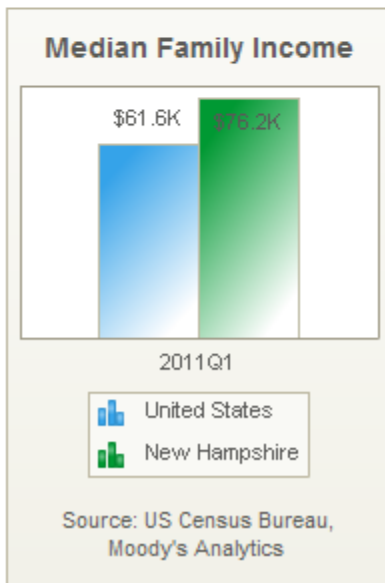 Median Family Income
$61.6K
$76.2K
2011Q1
United States
New Hampshire
Source: US Census Bureau,
Moody's Analytics